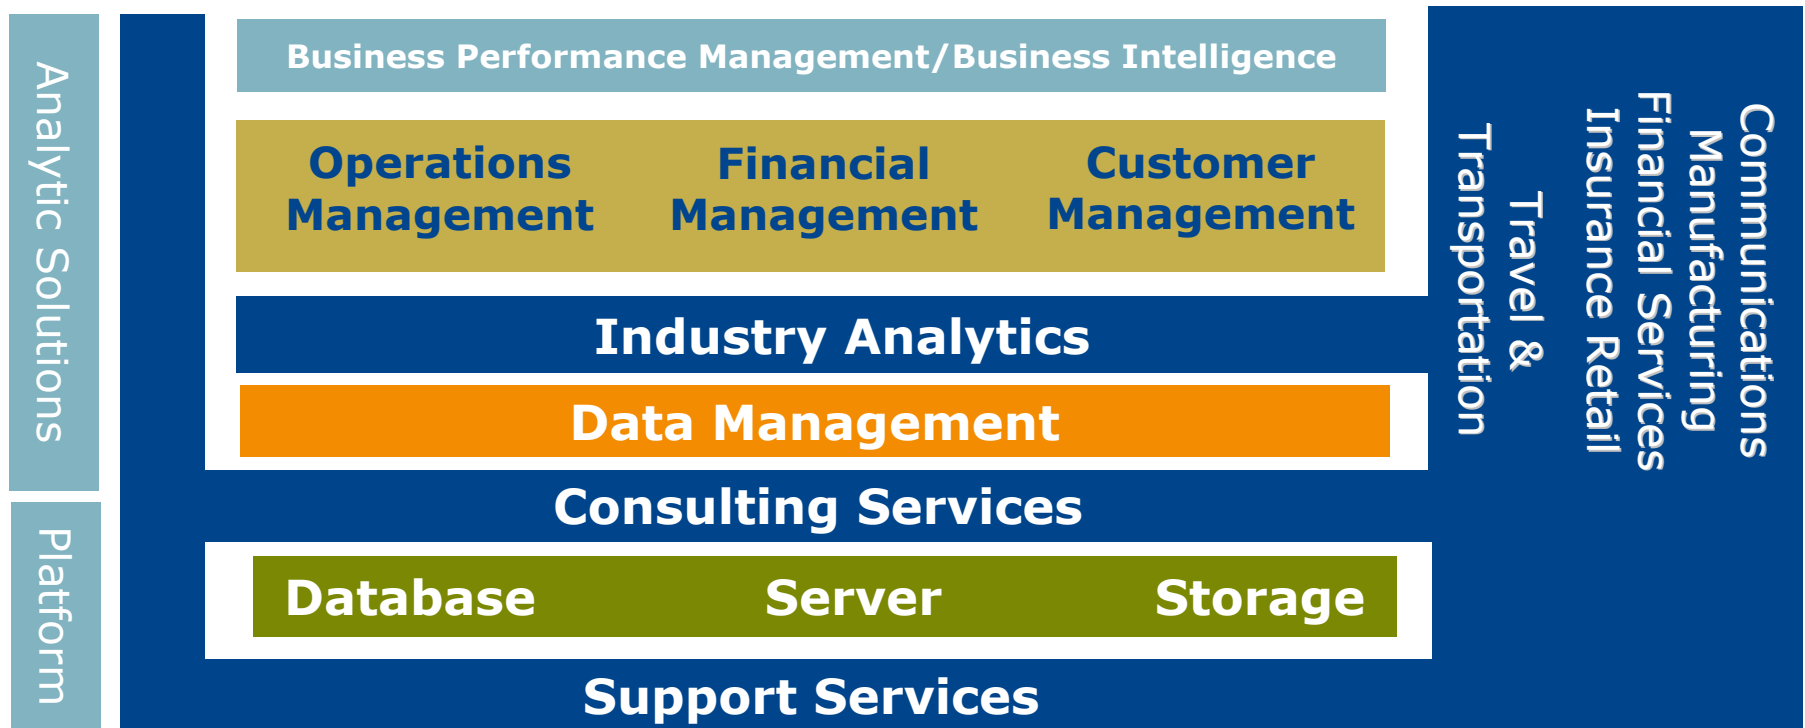 Analytic Solutions
Platform
Business Performance Management/Business Intelligence
Operations
Management
Financial
Management
Customer
Management
Industry Analytics
Data Management
Consulting Services
Database
Server
Storage
Support Services
Communications
Manufacturing
Financial Services
Insurance Retail
Travel &
Transportation